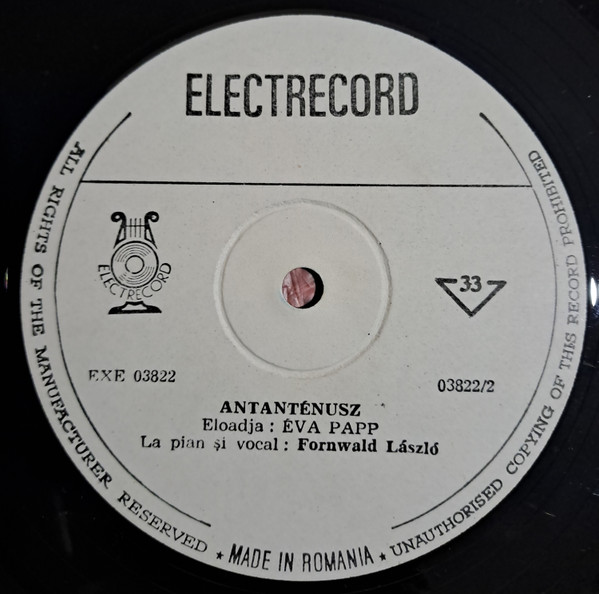 ELECTRECORD
ALL RIGHTS OF THE MANUFACTURER RESERVED ★ MADE IN ROMANIA ★ UNAUTHORISED COPYING OF THIS RECORD PROHIBITED
ELECTRECORD
33
EXE 03822
03822/2
ANTANTÉNUSZ
Eloadja : ÉVA PAPP
La pian și vocal : Fornwald László